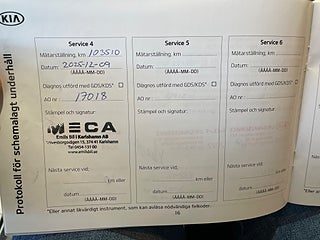 KIA
Protokoll för schemalagt underhåll
Service 4
Mätarställning, km 103510
Datum: 2025-12-09
(ÅÅÅÅ-MM-DD)
Diagnos utförd med GDS/KDS*
AO nr 17018
Stämpel och signatur:
MECA
Emils Bil i Karlshamn AB
374 41 Karlshamn
Tel 0454-131 00
www.emilsbil.se
Nästa service vid:
km eller
datum
(ÅÅÅÅ-MM-DD)
Service 5
Mätarställning, km
Datum:
(ÅÅÅÅ-MM-DD)
Diagnos utförd med GDS/KDS*
AO nr
Stämpel och signatur:
Nästa service vid:
km eller
datum
(ÅÅÅÅ-MM-DD)
Service 6
Mätarställning, km
Datum:
(ÅÅÅÅ-MM-DD)
Diagnos utförd med GDS/KDS*
AO nr
Stämpel och signatur:
Nästa service vid:
km eller
datum
(ÅÅÅÅ-MM-DD)
*Eller annat likvärdigt instrument, som kan avläsa nödvändiga felkoder.
16